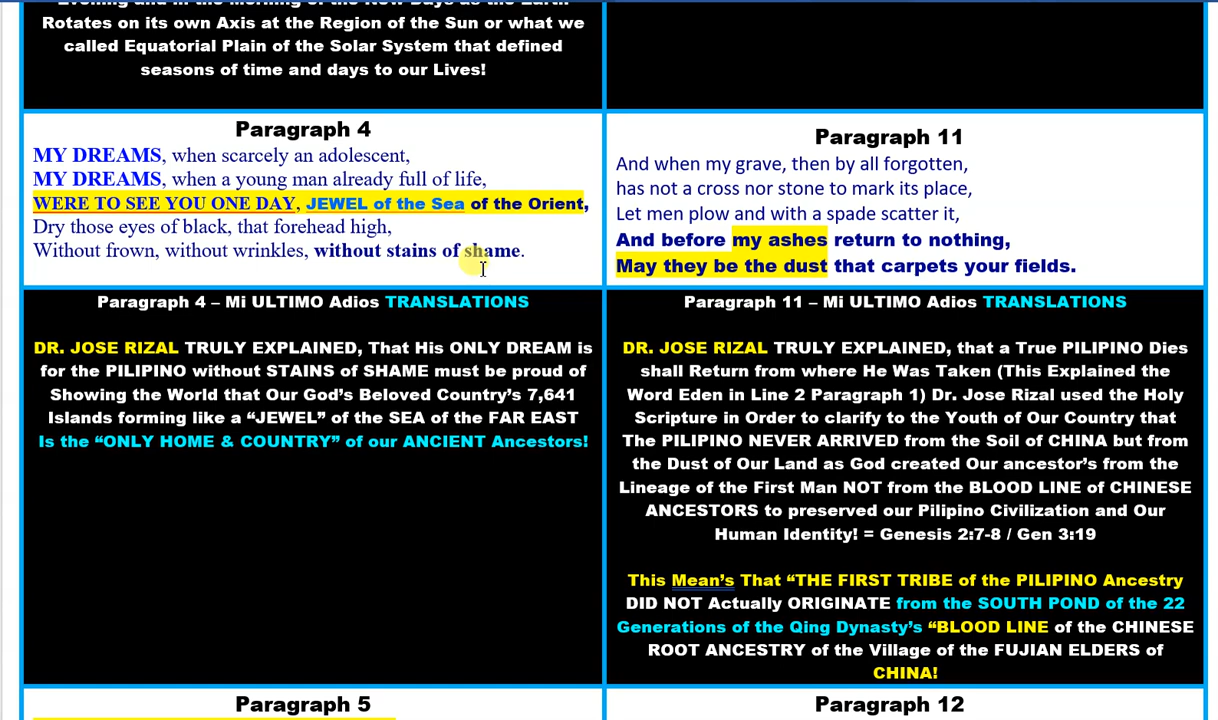 Evening and in the Morning of the New Days as the Earth
Rotates on its own Axis at the Region of the Sun or what we
called Equatorial Plain of the Solar System that defined
seasons of time and days to our Lives!
Paragraph 4
MY DREAMS, when scarcely an adolescent,
MY DREAMS, when a young man already full of life,
WERE TO SEE YOU ONE DAY, JEWEL of the Sea of the Orient,
Dry those eyes of black, that forehead high,
Without frown, without wrinkles, without stains of shame.
Paragraph 4 – Mi ULTIMO Adios TRANSLATIONS
DR. JOSE RIZAL TRULY EXPLAINED, That His ONLY DREAM is
for the PILIPINO without STAINS of SHAME must be proud of
Showing the World that Our God's Beloved Country's 7,641
Islands forming like a “JEWEL” of the SEA of the FAR EAST
Is the “ONLY HOME & COUNTRY” of our ANCIENT Ancestors!
Paragraph 5
Paragraph 11
And when my grave, then by all forgotten,
has not a cross nor stone to mark its place,
Let men plow and with a spade scatter it,
And before my ashes return to nothing,
May they be the dust that carpets your fields.
Paragraph 11 – Mi ULTIMO Adios TRANSLATIONS
DR. JOSE RIZAL TRULY EXPLAINED, that a True PILIPINO Dies
shall Return from where He Was Taken (This Explained the
Word Eden in Line 2 Paragraph 1) Dr. Jose Rizal used the Holy
Scripture in Order to clarify to the Youth of Our Country that
The PILIPINO NEVER ARRIVED from the Soil of CHINA but from
the Dust of Our Land as God created Our ancestor's from the
Lineage of the First Man NOT from the BLOOD LINE of CHINESE
ANCESTORS to preserved our Pilipino Civilization and Our
Human Identity! = Genesis 2:7-8 / Gen 3:19
This Mean's That “THE FIRST TRIBE of the PILIPINO Ancestry
DID NOT Actually ORIGINATE from the SOUTH POND of the 22
Generations of the Qing Dynasty's “BLOOD LINE of the CHINESE
ROOT ANCESTRY of the Village of the FUJIAN ELDERS of
CHINA!
Paragraph 12